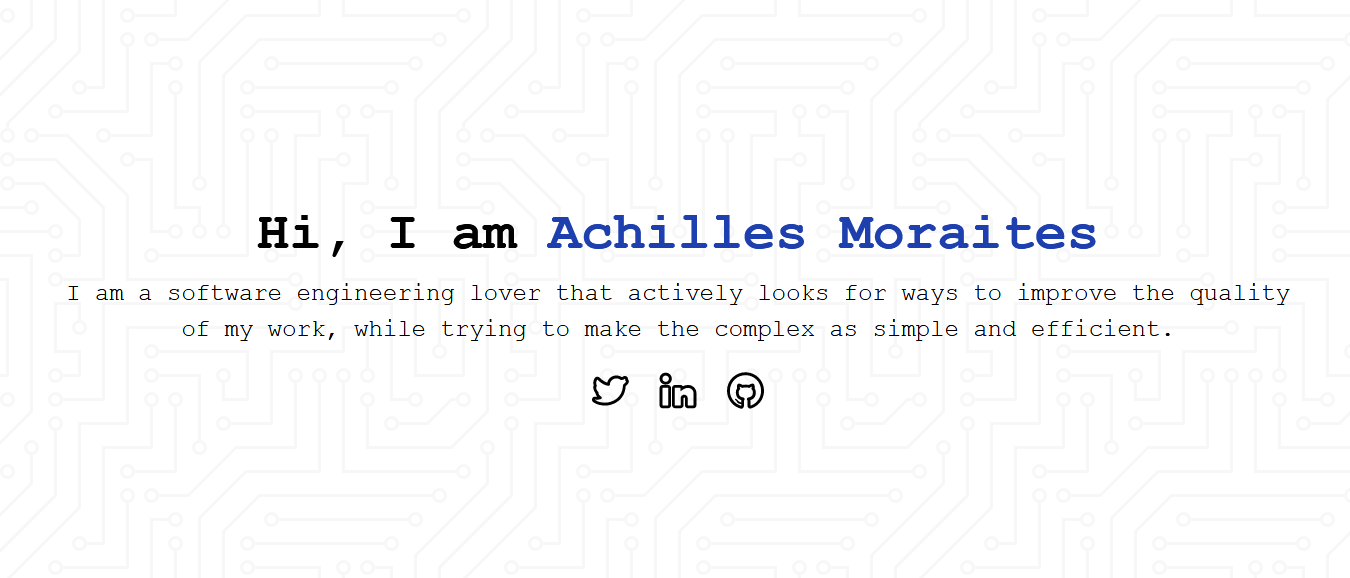 Hi, I am Achilles Moraites
I am a software engineering lover that actively looks for ways to improve the quality
of my work, while trying to make the complex as simple and efficient.